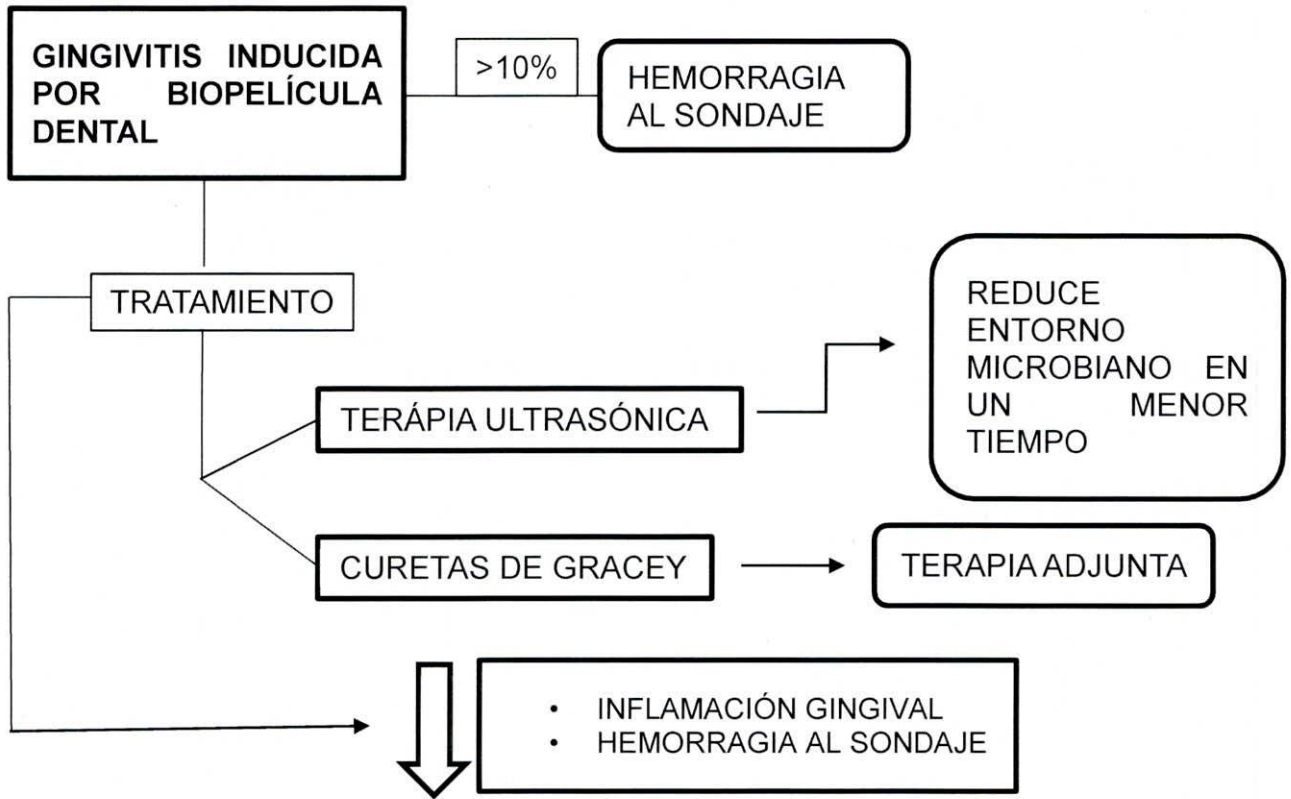 GINGIVITIS INDUCIDA
POR BIOPELÍCULA
DENTAL
>10%
HEMORRAGIA
AL SONDAJE
TRATAMIENTO
REDUCE
ENTORNO
MICROBIANO EN
UN MENOR
TIEMPO
TERÁPIA ULTRASÓNICA
CURETAS DE GRACEY
TERAPIA ADJUNTA
• INFLAMACIÓN GINGIVAL
• HEMORRAGIA AL SONDAJE